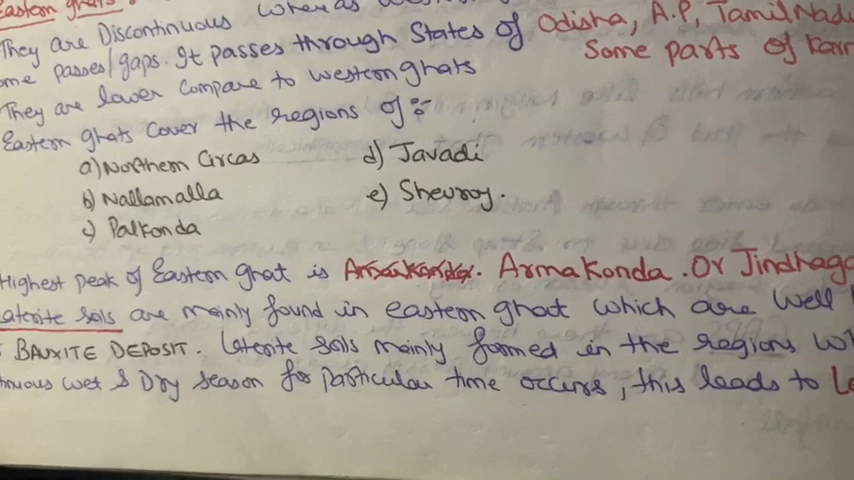 Eastern ghats:
They are Discontinuous whereas
Some passes/gaps. It passes through States of Odisha, A.P, TamilNadu
Some parts of Karn
They are lower compare to western ghats
Eastern ghats cover the regions of :-
a) Northern Circas
d) Javadi
b) Nallamalla
e) Shevroy.
c) Palkonda
Highest peak of Eastern ghat is Armakonda. Or Jindhaga
Laterite Soils are mainly found in eastern ghat which are well
BAUXITE DEPOSIT. Laterite Soils mainly formed in the regions wh
tinuous wet & Dry season for particular time occurs, this leads to Le